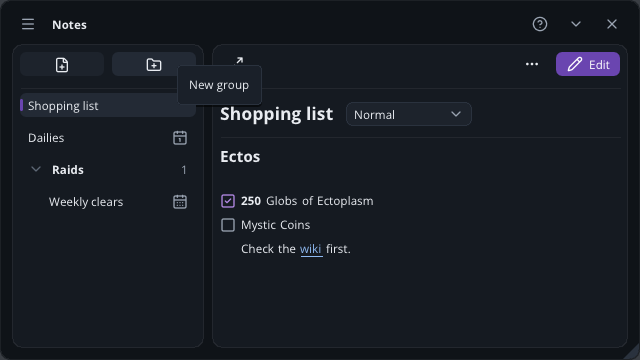 Notes
New group
Shopping list
Dailies
Raids 1
Weekly clears
Edit
Shopping list Normal
Ectos
250 Globs of Ectoplasm
Mystic Coins
Check the wiki first.